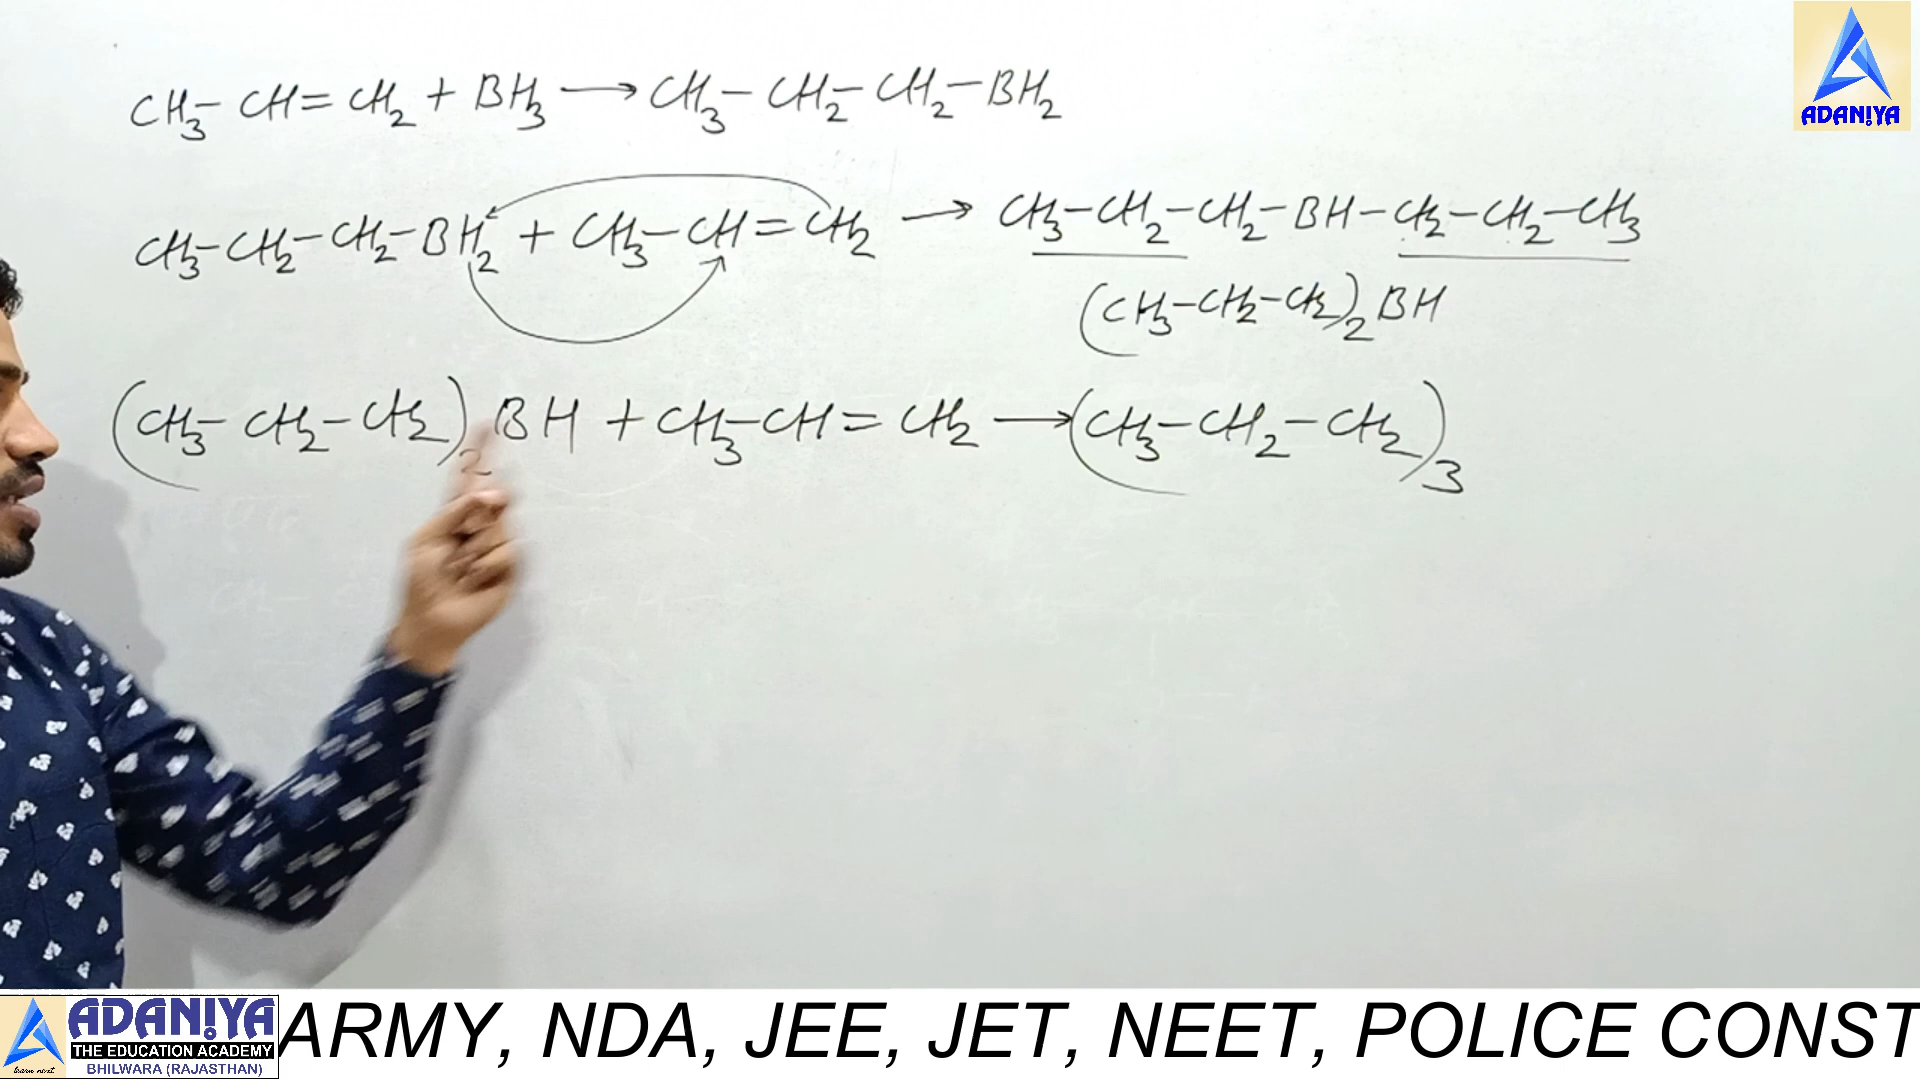 CH3-CH=CH2+BH3→CH3-CH2-CH2-BH2
CH3-CH2-CH2-BH2+CH3-CH=CH2→CH3-CH2-CH2-BH-CH2-CH2-CH3
(CH3-CH2-CH2)2BH
(CH3-CH2-CH2)2BH+CH3-CH=CH2→(CH3-CH2-CH2)3
ADANIYA
ADANIYA
THE EDUCATION ACADEMY
learn next
BHILWARA (RAJASTHAN)
ARMY, NDA, JEE, JET, NEET, POLICE CONST